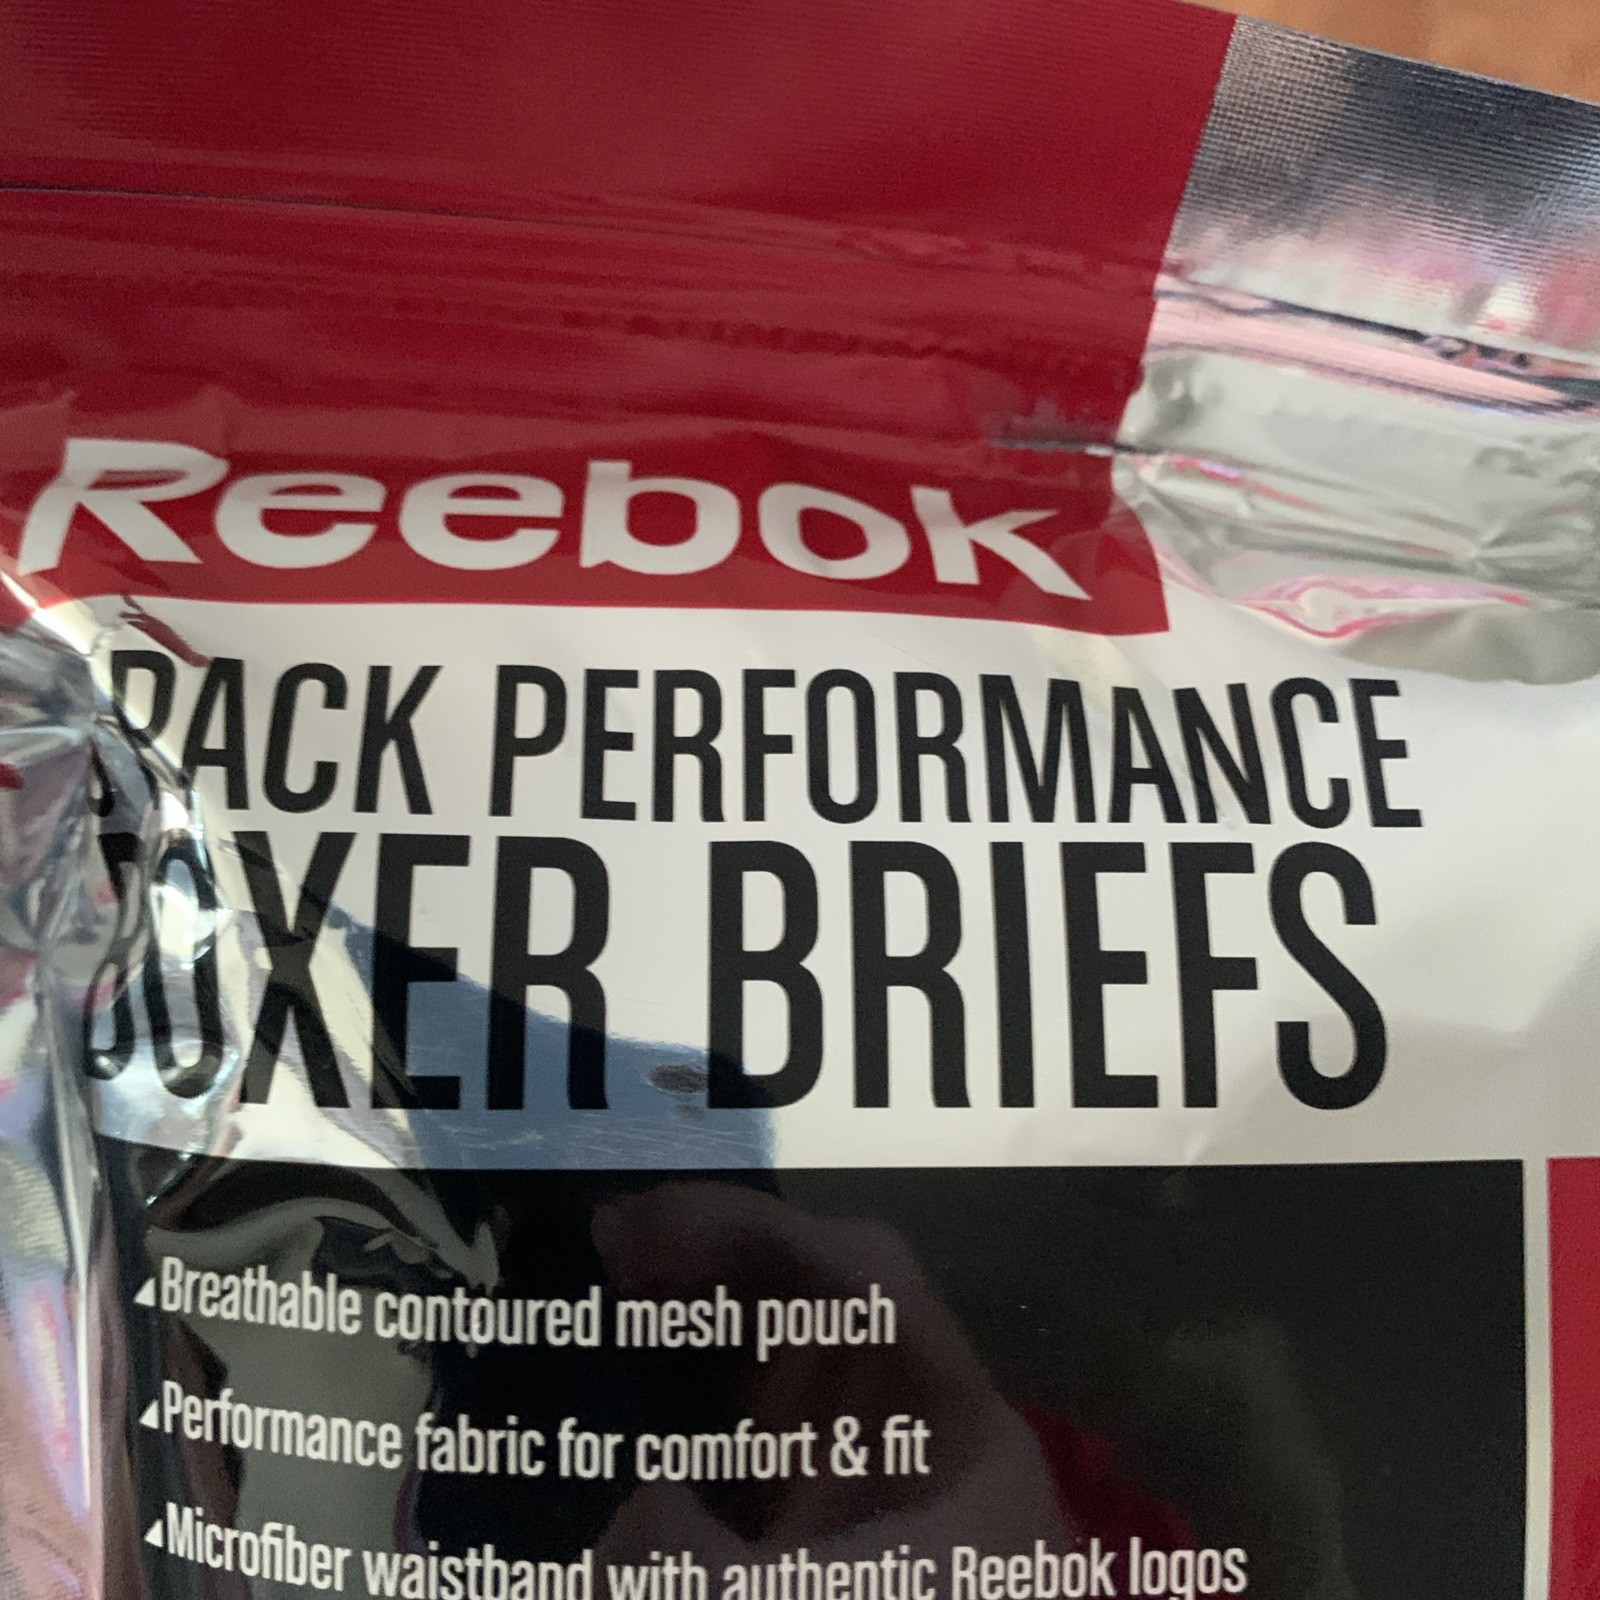 Reebok
PACK PERFORMANCE
BOXER BRIEFS
Breathable contoured mesh pouch
Performance fabric for comfort & fit
Microfiber waistband with authentic Reebok logos